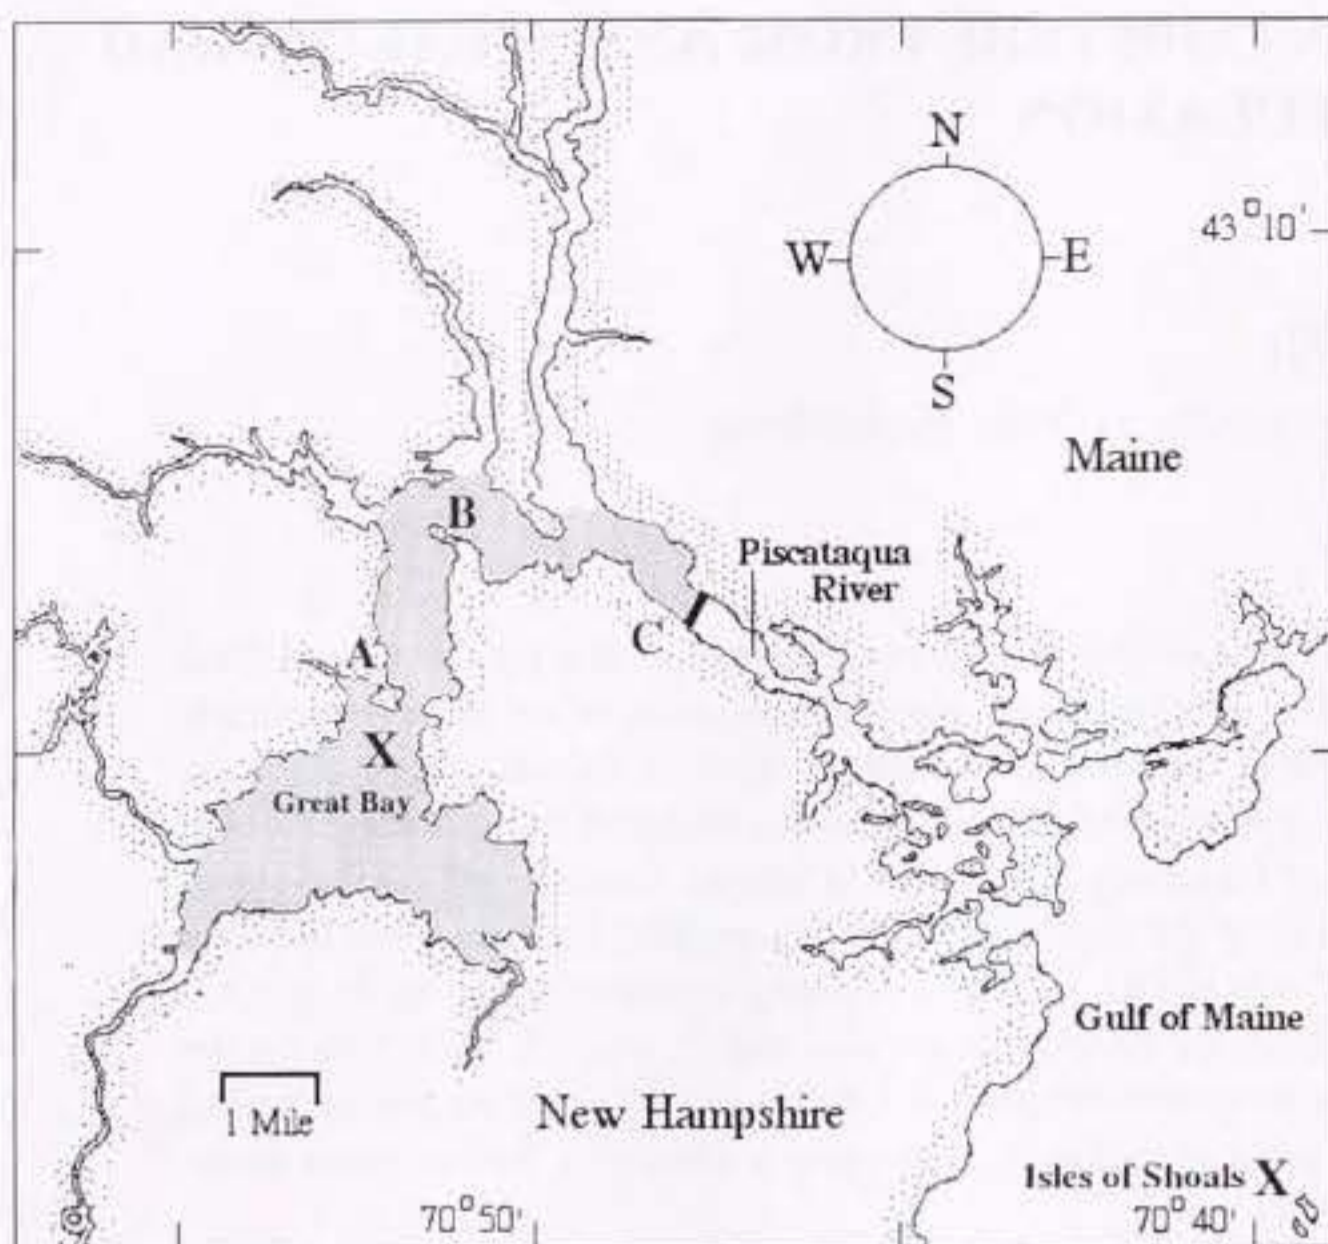 N
43° 10'
W
E
S
Maine
B
Piscataqua
River
C
A
X
Great Bay
Gulf of Maine
1 Mile
New Hampshire
Isles of Shoals X
70° 50'
70° 40'